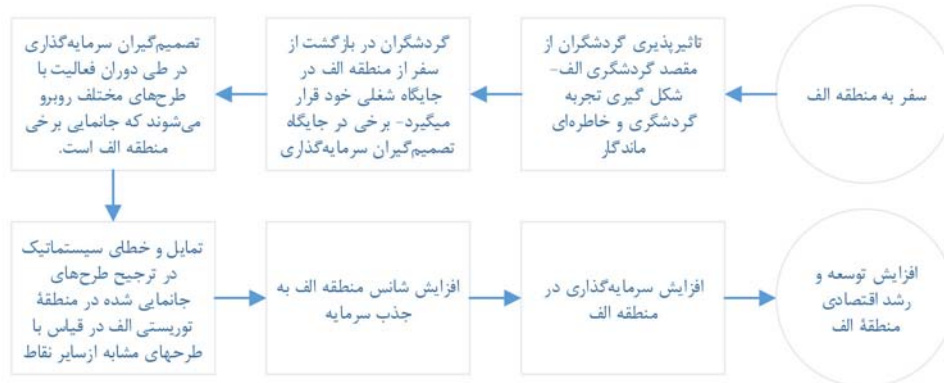 سفر به منطقه الف
تاثیرپذیری گردشگران از
مقصد گردشگری الف-
شکل گیری تجربه
گردشگری و خاطره‌ای
ماندگار
گردشگران در بازگشت از
سفر از منطقه الف در
جایگاه شغلی خود قرار
میگیرد- برخی در جایگاه
تصمیم‌گیران سرمایه‌گذاری
تصمیم‌گیران سرمایه‌گذاری
در طی دوران فعالیت با
طرح‌های مختلف روبرو
می‌شوند که جانمایی برخی
منطقه الف است.
تمایل و خطای سیستماتیک
در ترجیح طرح‌های
جانمایی شده در منطقهٔ
توریستی الف در قیاس با
طرحهای مشابه ازسایر نقاط
افزایش شانس منطقه الف به
جذب سرمایه
افزایش سرمایه‌گذاری در
منطقه الف
افزایش توسعه و
رشد اقتصادی
منطقهٔ الف